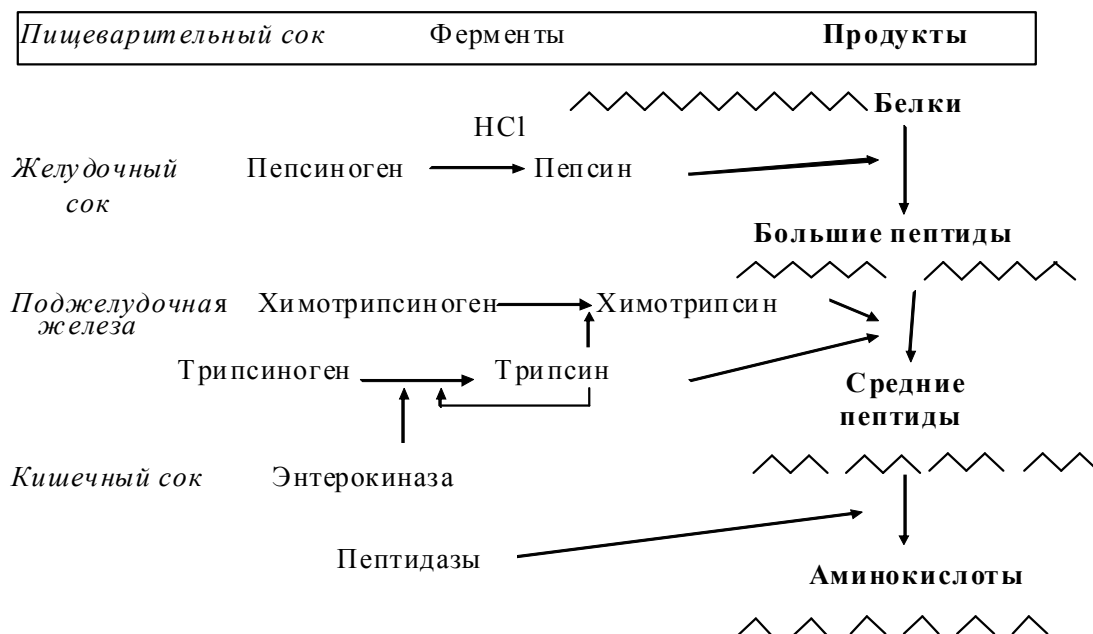 Пищеварительный сок Ферменты Продукты
Белки
HCl
Желудочный Пепсиноген Пепсин
сок
Большие пептиды
Поджелудочная Химотрипсиноген Химотрипсин
железа
Трипсиноген Трипсин
Средние
пептиды
Кишечный сок Энтерокиназа
Пептидазы
Аминокислоты